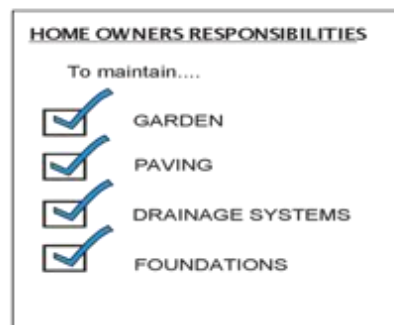 HOME OWNERS RESPONSIBILITIES
To maintain....
GARDEN
PAVING
DRAINAGE SYSTEMS
FOUNDATIONS